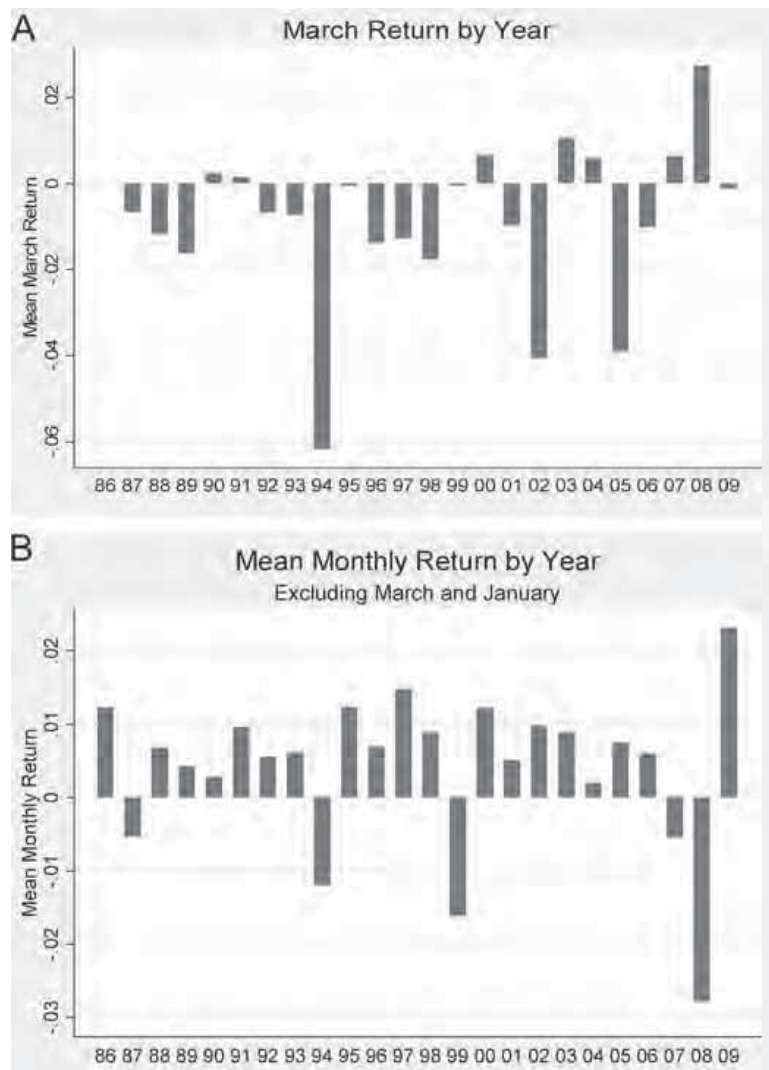 A
March Return by Year
Mean March Return
.02
0
-.02
-.04
-.06
86 87 88 89 90 91 92 93 94 95 96 97 98 99 00 01 02 03 04 05 06 07 08 09
B
Mean Monthly Return by Year
Excluding March and January
Mean Monthly Return
.02
.01
0
-.01
-.02
-.03
86 87 88 89 90 91 92 93 94 95 96 97 98 99 00 01 02 03 04 05 06 07 08 09